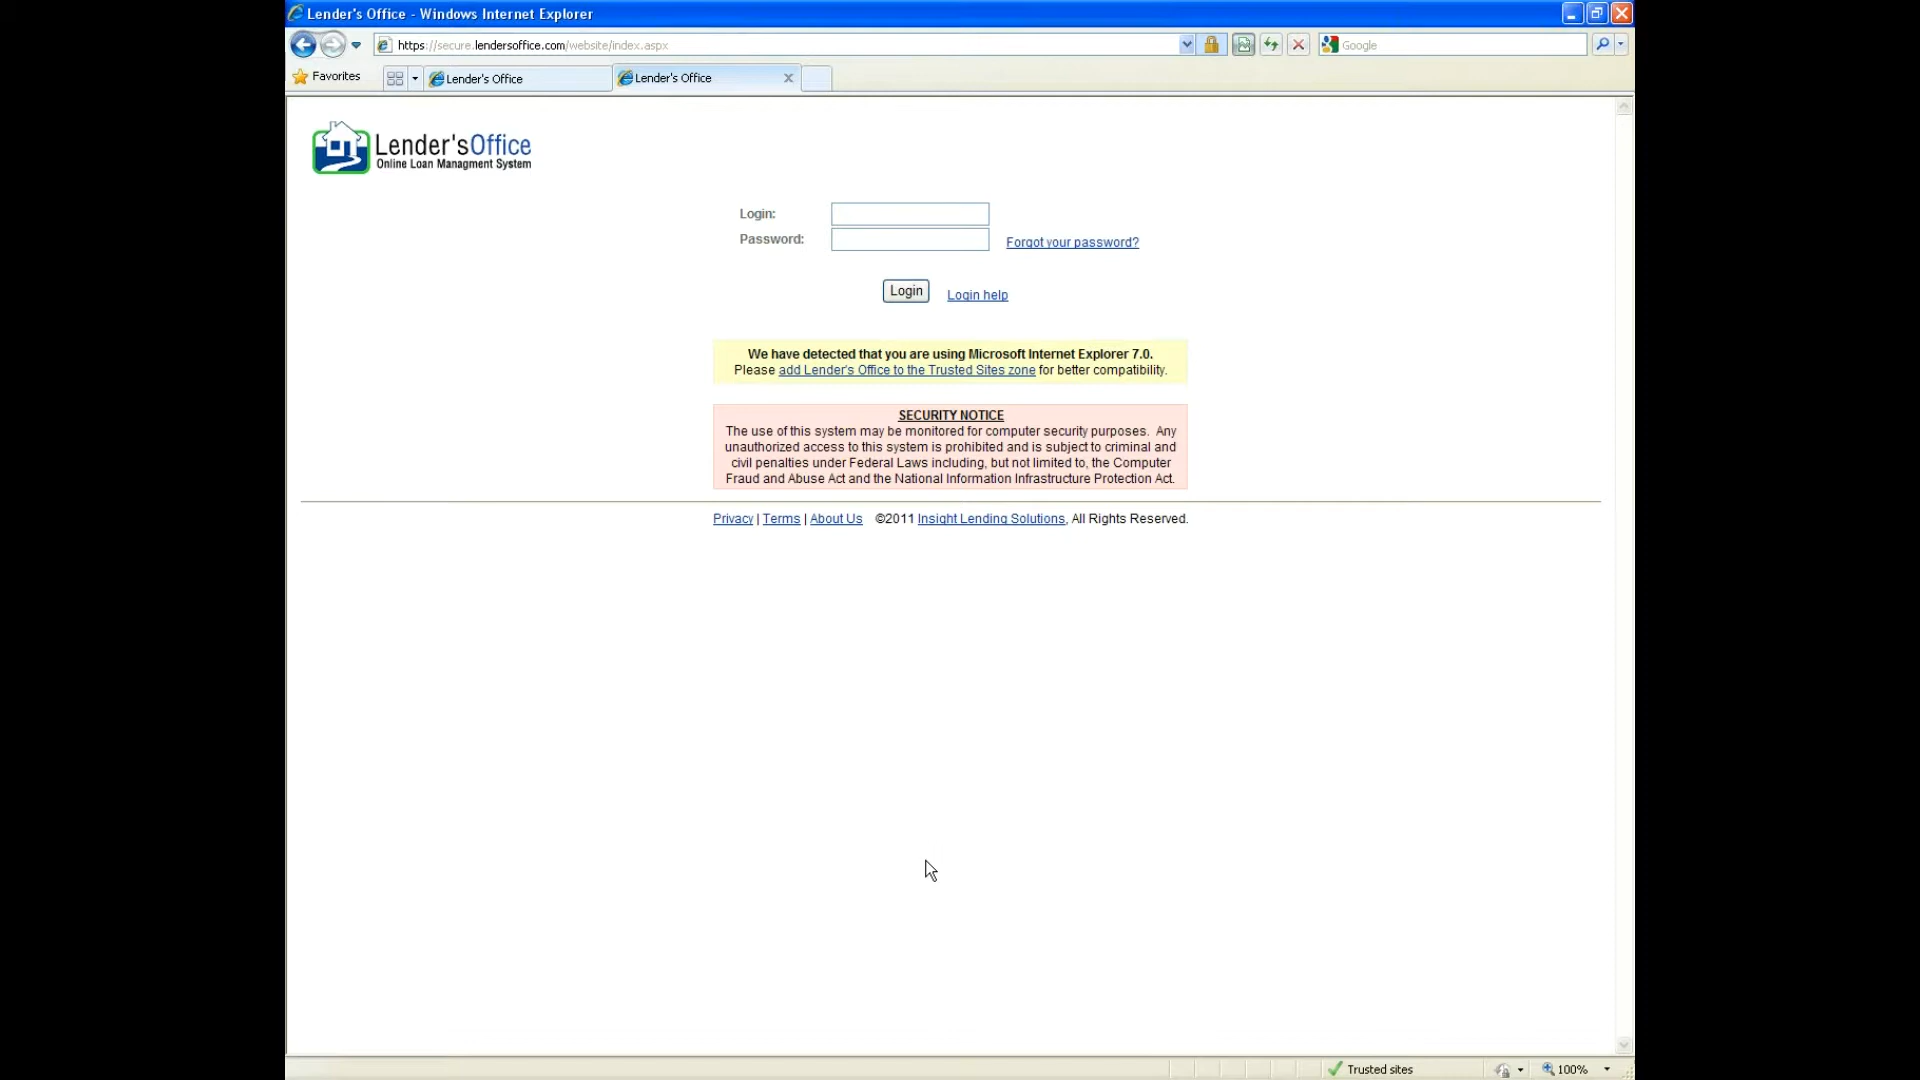 Lender's Office - Windows Internet Explorer
https://secure.lendersoffice.com/website/index.aspx
Google
Favorites
Lender's Office
Lender's Office
Lender'sOffice
Online Loan Managment System
Login:
Password:
Forgot your password?
Login
Login help
We have detected that you are using Microsoft Internet Explorer 7.0.
Please add Lender's Office to the Trusted Sites zone for better compatibility.
SECURITY NOTICE
The use of this system may be monitored for computer security purposes. Any
unauthorized access to this system is prohibited and is subject to criminal and
civil penalties under Federal Laws including, but not limited to, the Computer
Fraud and Abuse Act and the National Information Infrastructure Protection Act.
Privacy | Terms | About Us ©2011 Insight Lending Solutions, All Rights Reserved.
Trusted sites
100%